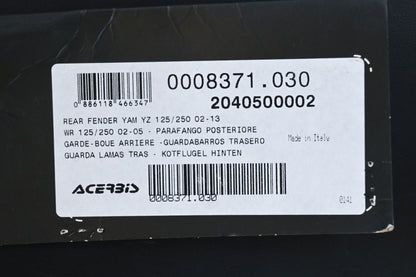 0008371.030
0 886118 466347
2040500002
REAR FENDER YAM YZ 125/250 02-13
WR 125/250 02-05 - PARAFANGO POSTERIORE
GARDE-BOUE ARRIERE -GUARDABARROS TRASERO
GUARDA LAMAS TRAS - KOTFLUGEL HINTEN
Made in Italy
ACERBIS
0008371.030
0141